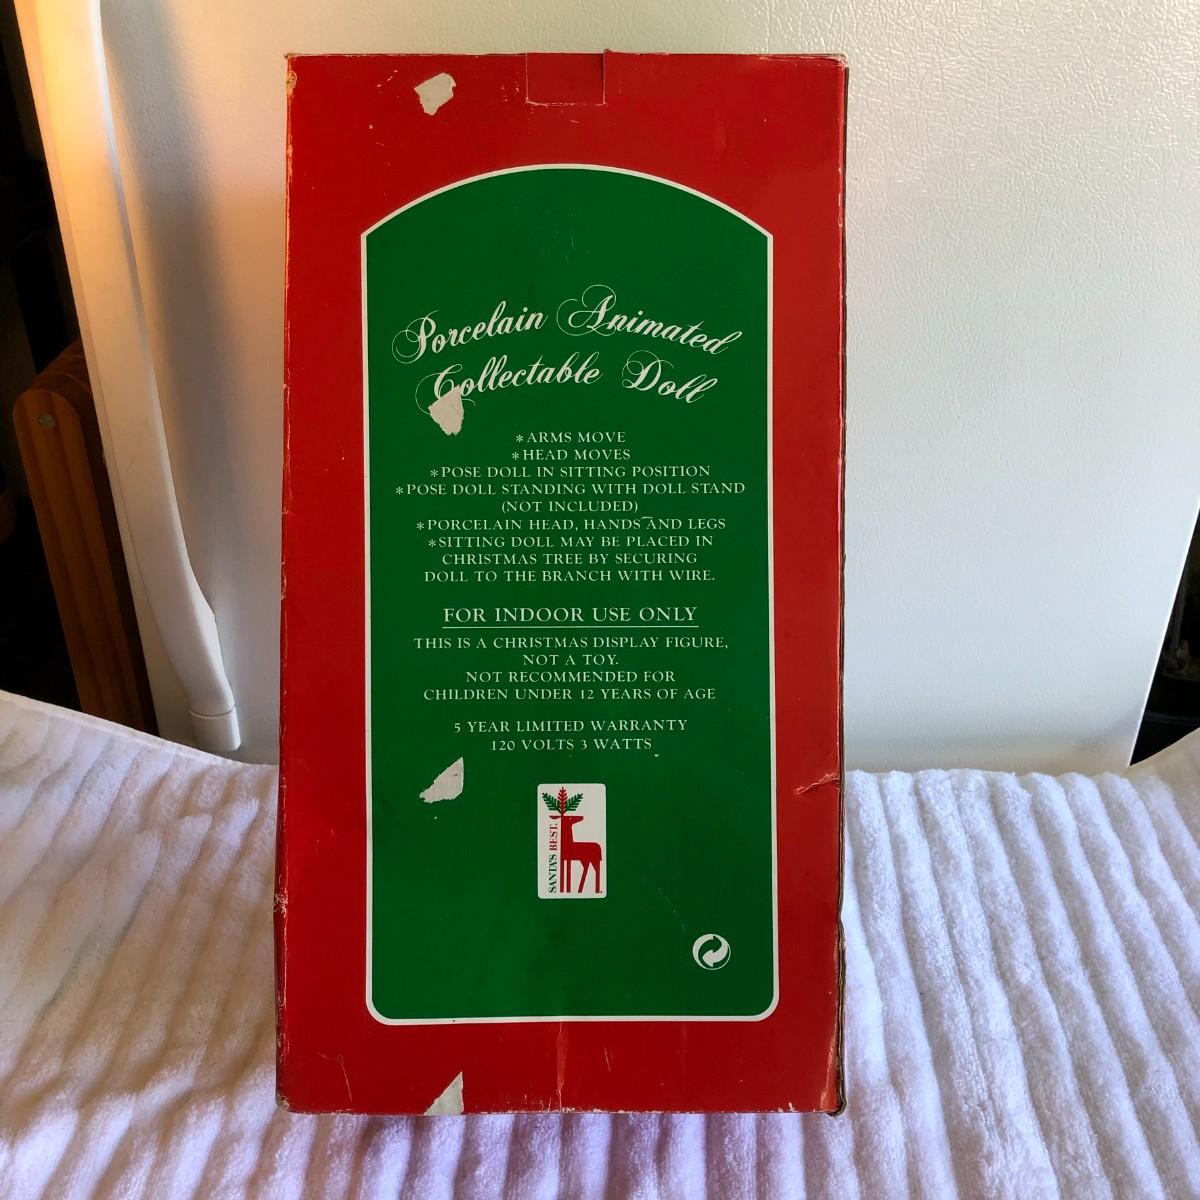 Porcelain Animated
Collectable Doll
*ARMS MOVE
*HEAD MOVES
*POSE DOLL IN SITTING POSITION
*POSE DOLL STANDING WITH DOLL STAND
(NOT INCLUDED)
*PORCELAIN HEAD, HANDS AND LEGS
*SITTING DOLL MAY BE PLACED IN
CHRISTMAS TREE BY SECURING
DOLL TO THE BRANCH WITH WIRE.
FOR INDOOR USE ONLY
THIS IS A CHRISTMAS DISPLAY FIGURE,
NOT A TOY.
NOT RECOMMENDED FOR
CHILDREN UNDER 12 YEARS OF AGE
5 YEAR LIMITED WARRANTY
120 VOLTS 3 WATTS
SANTA'S BEST.